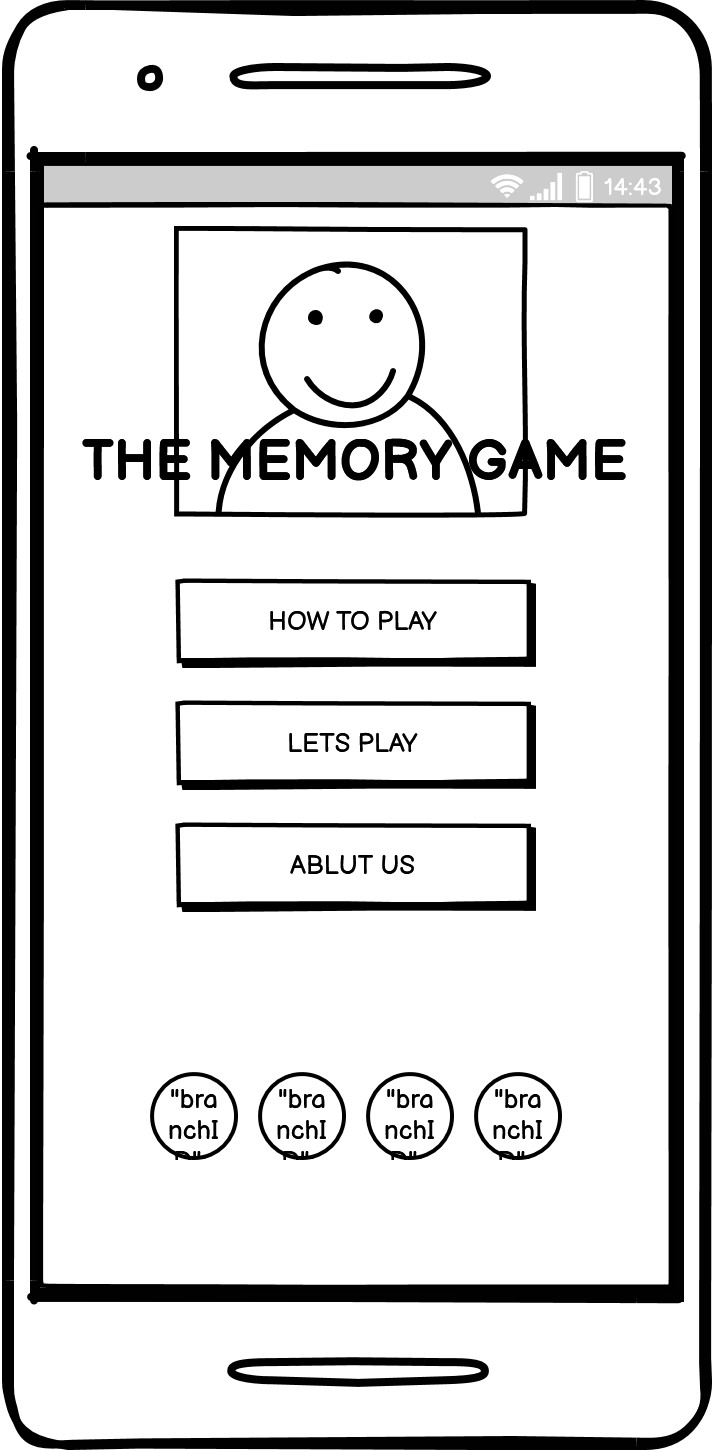 14:43
THE MEMORY GAME
HOW TO PLAY
LETS PLAY
ABLUT US
"bra "bra "bra "bra
nchI nchI nchI nchI
D" D" D" D"